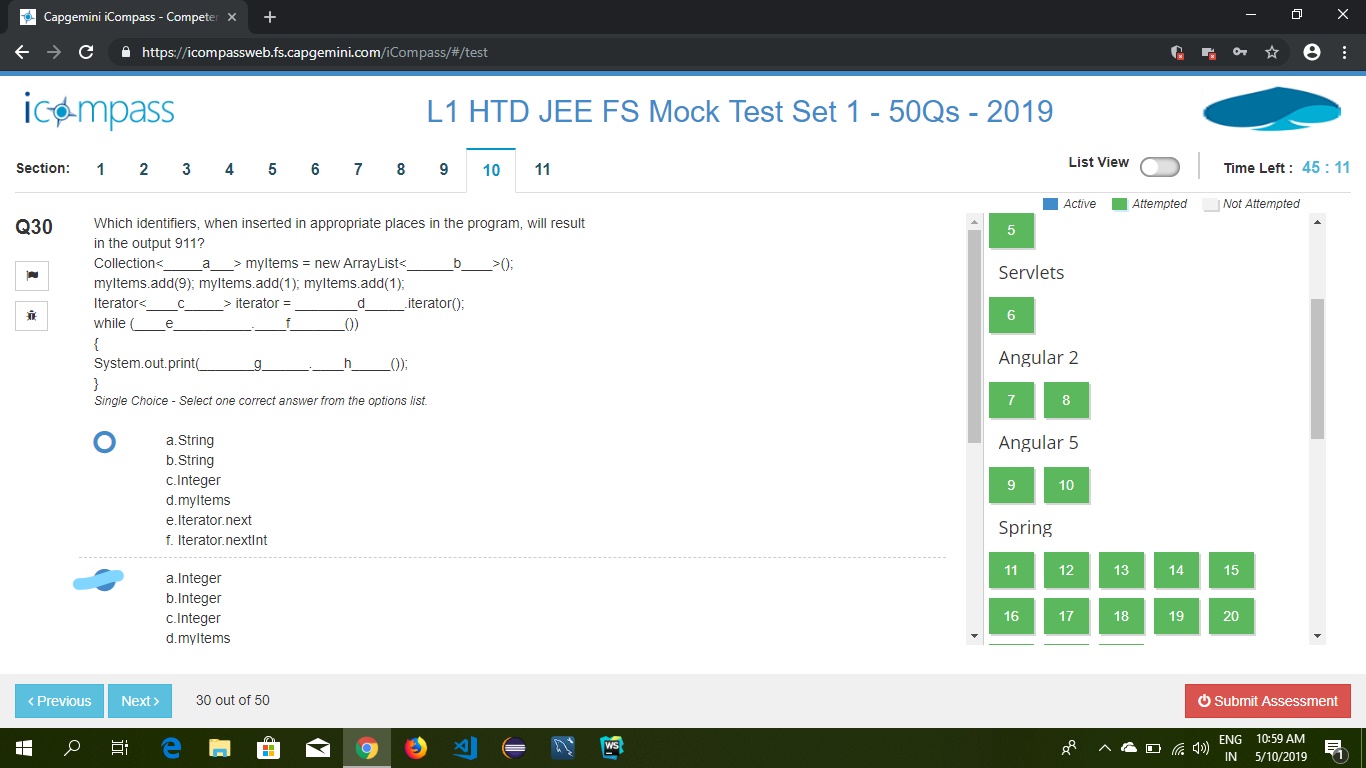 Capgemini iCompass - Competen
https://icompassweb.fs.capgemini.com/iCompass/#/test
icompass
L1 HTD JEE FS Mock Test Set 1 - 50Qs - 2019
Section: 1 2 3 4 5 6 7 8 9 10 11
List View
Time Left : 45 : 11
Active Attempted Not Attempted
Q30
Which identifiers, when inserted in appropriate places in the program, will result
in the output 911?
Collection<_____a___> myItems = new ArrayList<______b____>();
myItems.add(9); myItems.add(1); myItems.add(1);
Iterator<____c_____> iterator = ________d_____.iterator();
while (____e__________.____f_______())
{
System.out.print(_______g______.____h_____());
}
Single Choice - Select one correct answer from the options list.
a.String
b.String
c.Integer
d.myItems
e.Iterator.next
f. Iterator.nextInt
a.Integer
b.Integer
c.Integer
d.myItems
5
Servlets
6
Angular 2
7 8
Angular 5
9 10
Spring
11 12 13 14 15
16 17 18 19 20
Previous Next 30 out of 50
Submit Assessment
WS
ENG
IN
10:59 AM
5/10/2019
1